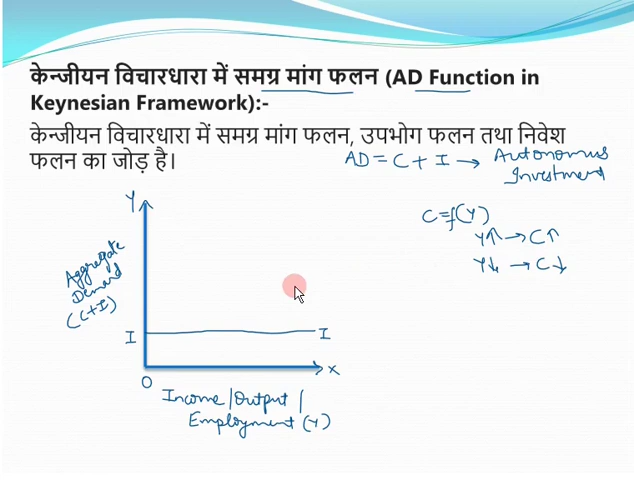 केन्जीयन विचारधारा में समग्र मांग फलन (AD Function in
Keynesian Framework):-
केन्जीयन विचारधारा में समग्र मांग फलन, उपभोग फलन तथा निवेश
फलन का जोड़ है।
AD = C + I → Autonomus
Investment
C = f(Y)
Y↑ → C↑
Y↓ → C↓
Y
Aggregate
Demand
(C+I)
I
I
O
X
Income/Output/
Employment (Y)